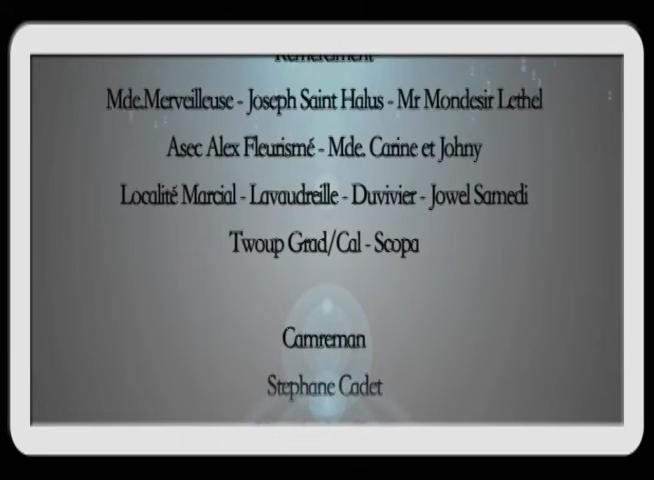 Mde.Merveilleuse - Joseph Saint Halus - Mr Mondesir Lethel
Asec Alex Fleurismé - Mde. Carine et Johny
Localité Marcial - Lavaudreille - Duvivier - Jowel Samedi
Twoup Grad/Cal - Scopa
Camreman
Stephane Cadet